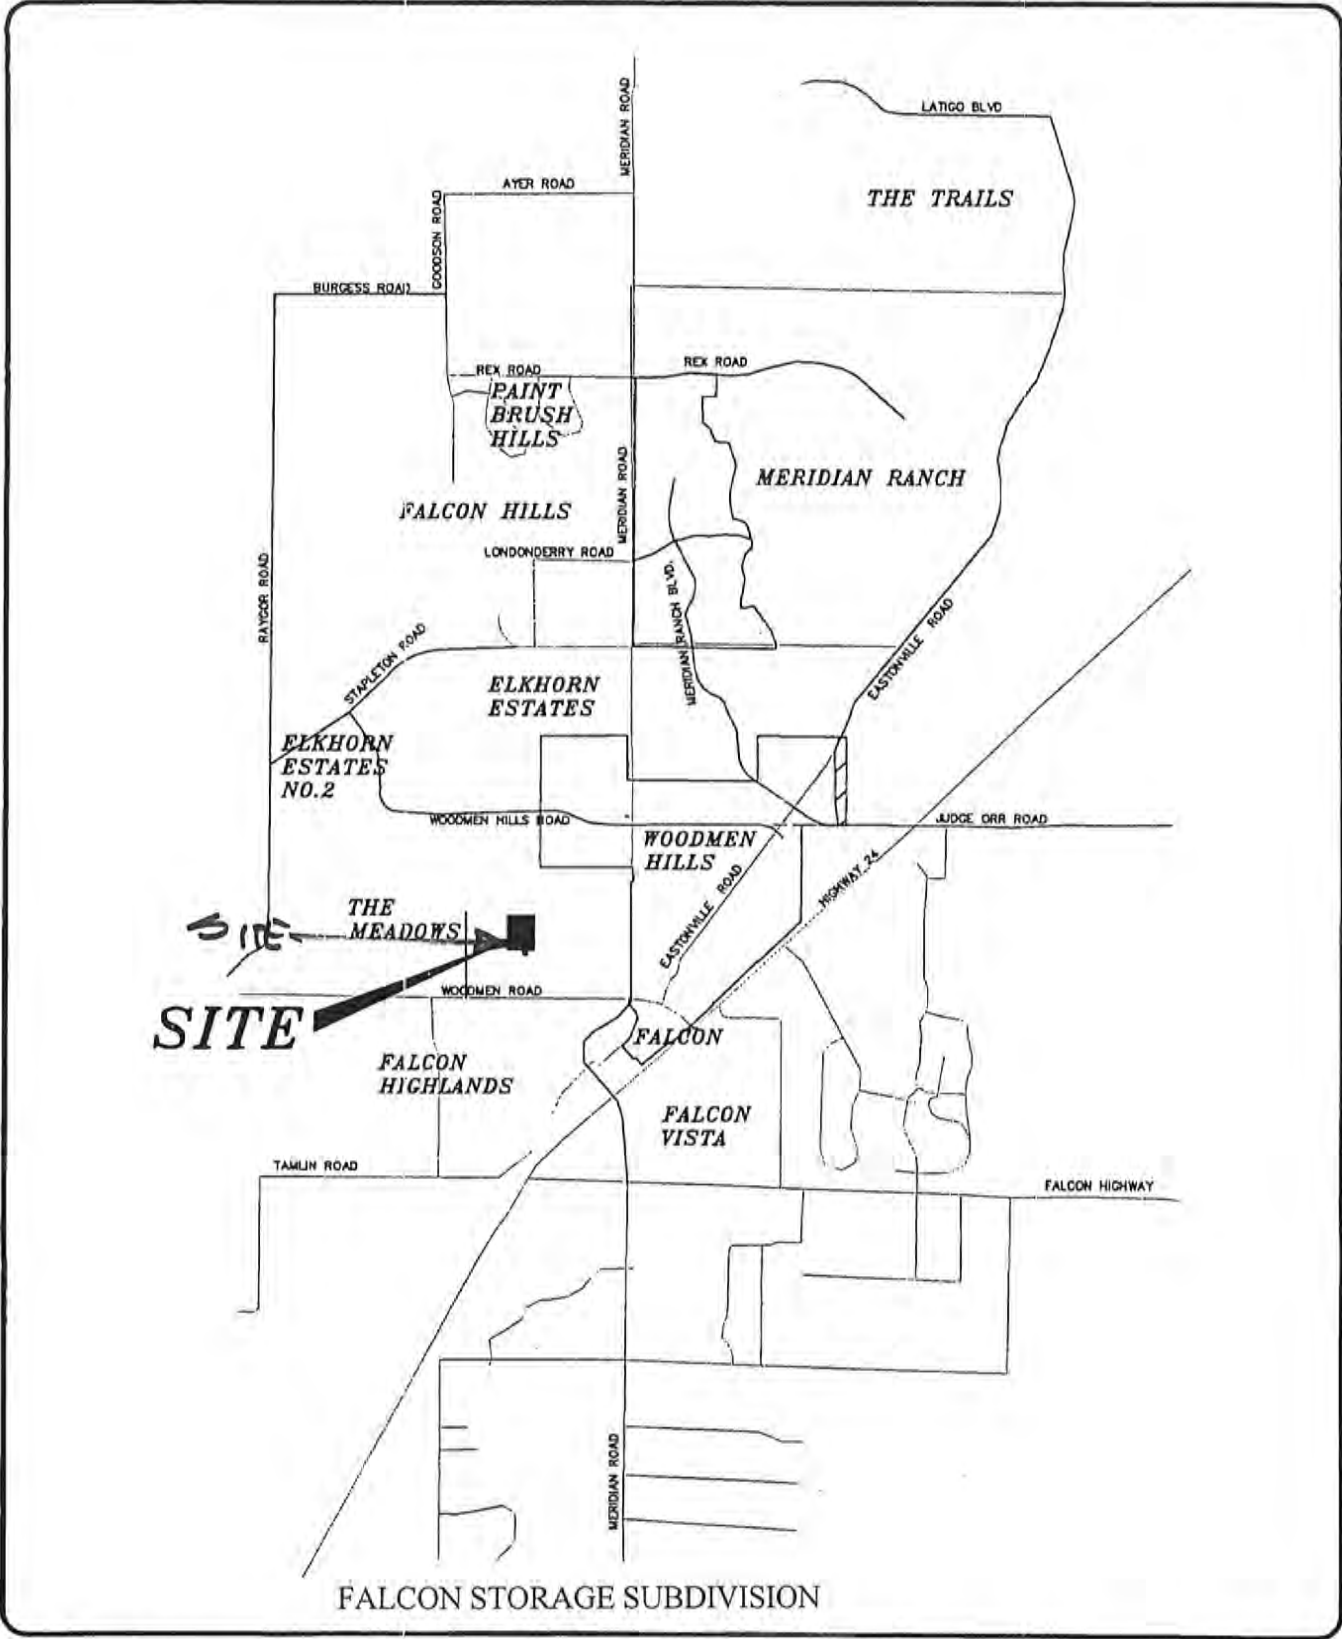 MERIDIAN ROAD
LATIGO BLVD
AYER ROAD
THE TRAILS
GOODSON ROAD
BURGESS ROAD
REX ROAD
REX ROAD
PAINT
BRUSH
HILLS
MERIDIAN ROAD
MERIDIAN RANCH
FALCON HILLS
LONDONDERRY ROAD
RAYGOR ROAD
MERIDIAN RANCH BLVD.
EASTONVILLE ROAD
STAPLETON ROAD
ELKHORN
ESTATES
ELKHORN
ESTATES
NO.2
WOODMEN HILLS ROAD
JUDGE ORR ROAD
WOODMEN
HILLS
HIGHWAY 24
EASTONVILLE ROAD
THE
MEADOWS
SITE
WOODMEN ROAD
SITE
FALCON
FALCON
HIGHLANDS
FALCON
VISTA
TAMLIN ROAD
FALCON HIGHWAY
MERIDIAN ROAD
FALCON STORAGE SUBDIVISION